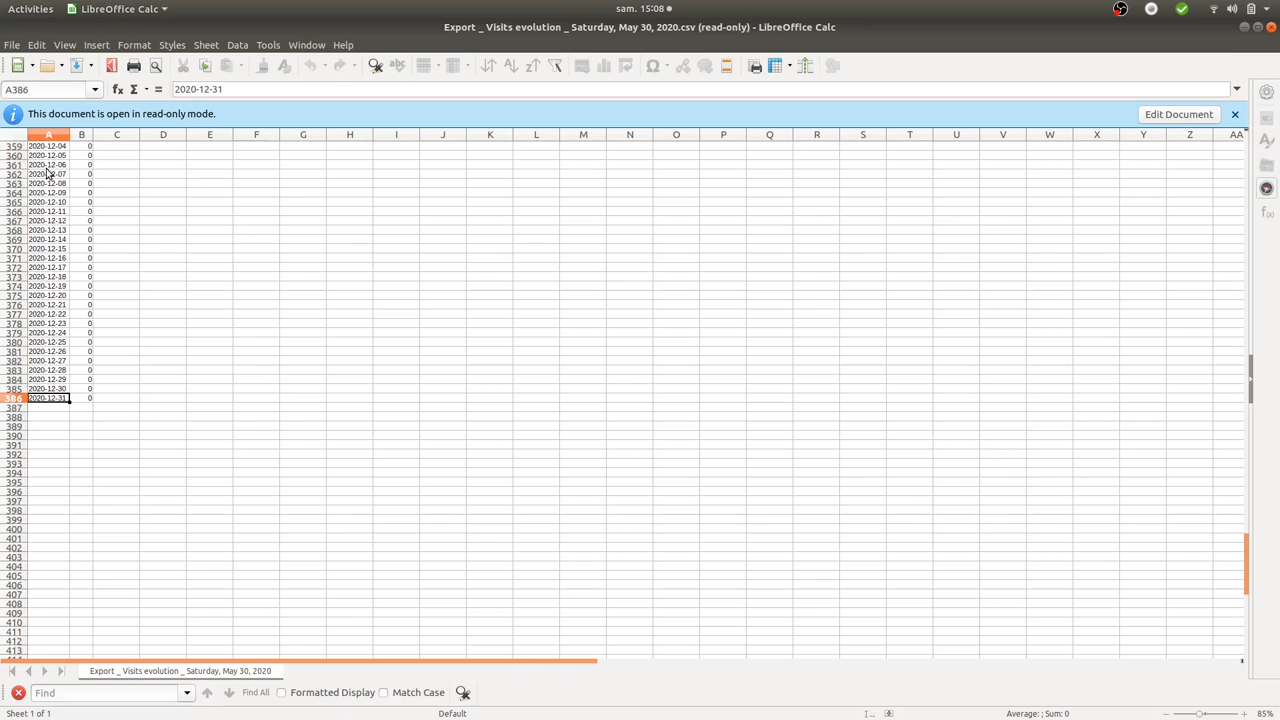 Activities LibreOffice Calc sam. 15:08
Export _ Visits evolution _ Saturday, May 30, 2020.csv (read-only) - LibreOffice Calc
File Edit View Insert Format Styles Sheet Data Tools Window Help
A386 2020-12-31
This document is open in read-only mode. Edit Document
A B C D E F G H I J K L M N O P Q R S T U V W X Y Z AA
359 2020-12-04 0
360 2020-12-05 0
361 2020-12-06 0
362 2020-12-07 0
363 2020-12-08 0
364 2020-12-09 0
365 2020-12-10 0
366 2020-12-11 0
367 2020-12-12 0
368 2020-12-13 0
369 2020-12-14 0
370 2020-12-15 0
371 2020-12-16 0
372 2020-12-17 0
373 2020-12-18 0
374 2020-12-19 0
375 2020-12-20 0
376 2020-12-21 0
377 2020-12-22 0
378 2020-12-23 0
379 2020-12-24 0
380 2020-12-25 0
381 2020-12-26 0
382 2020-12-27 0
383 2020-12-28 0
384 2020-12-29 0
385 2020-12-30 0
386 2020-12-31 0
387
388
389
390
391
392
393
394
395
396
397
398
399
400
401
402
403
404
405
406
407
408
409
410
411
412
413
Export _ Visits evolution _ Saturday, May 30, 2020
Find Find All Formatted Display Match Case
Sheet 1 of 1 Default Average: ; Sum: 0 85%